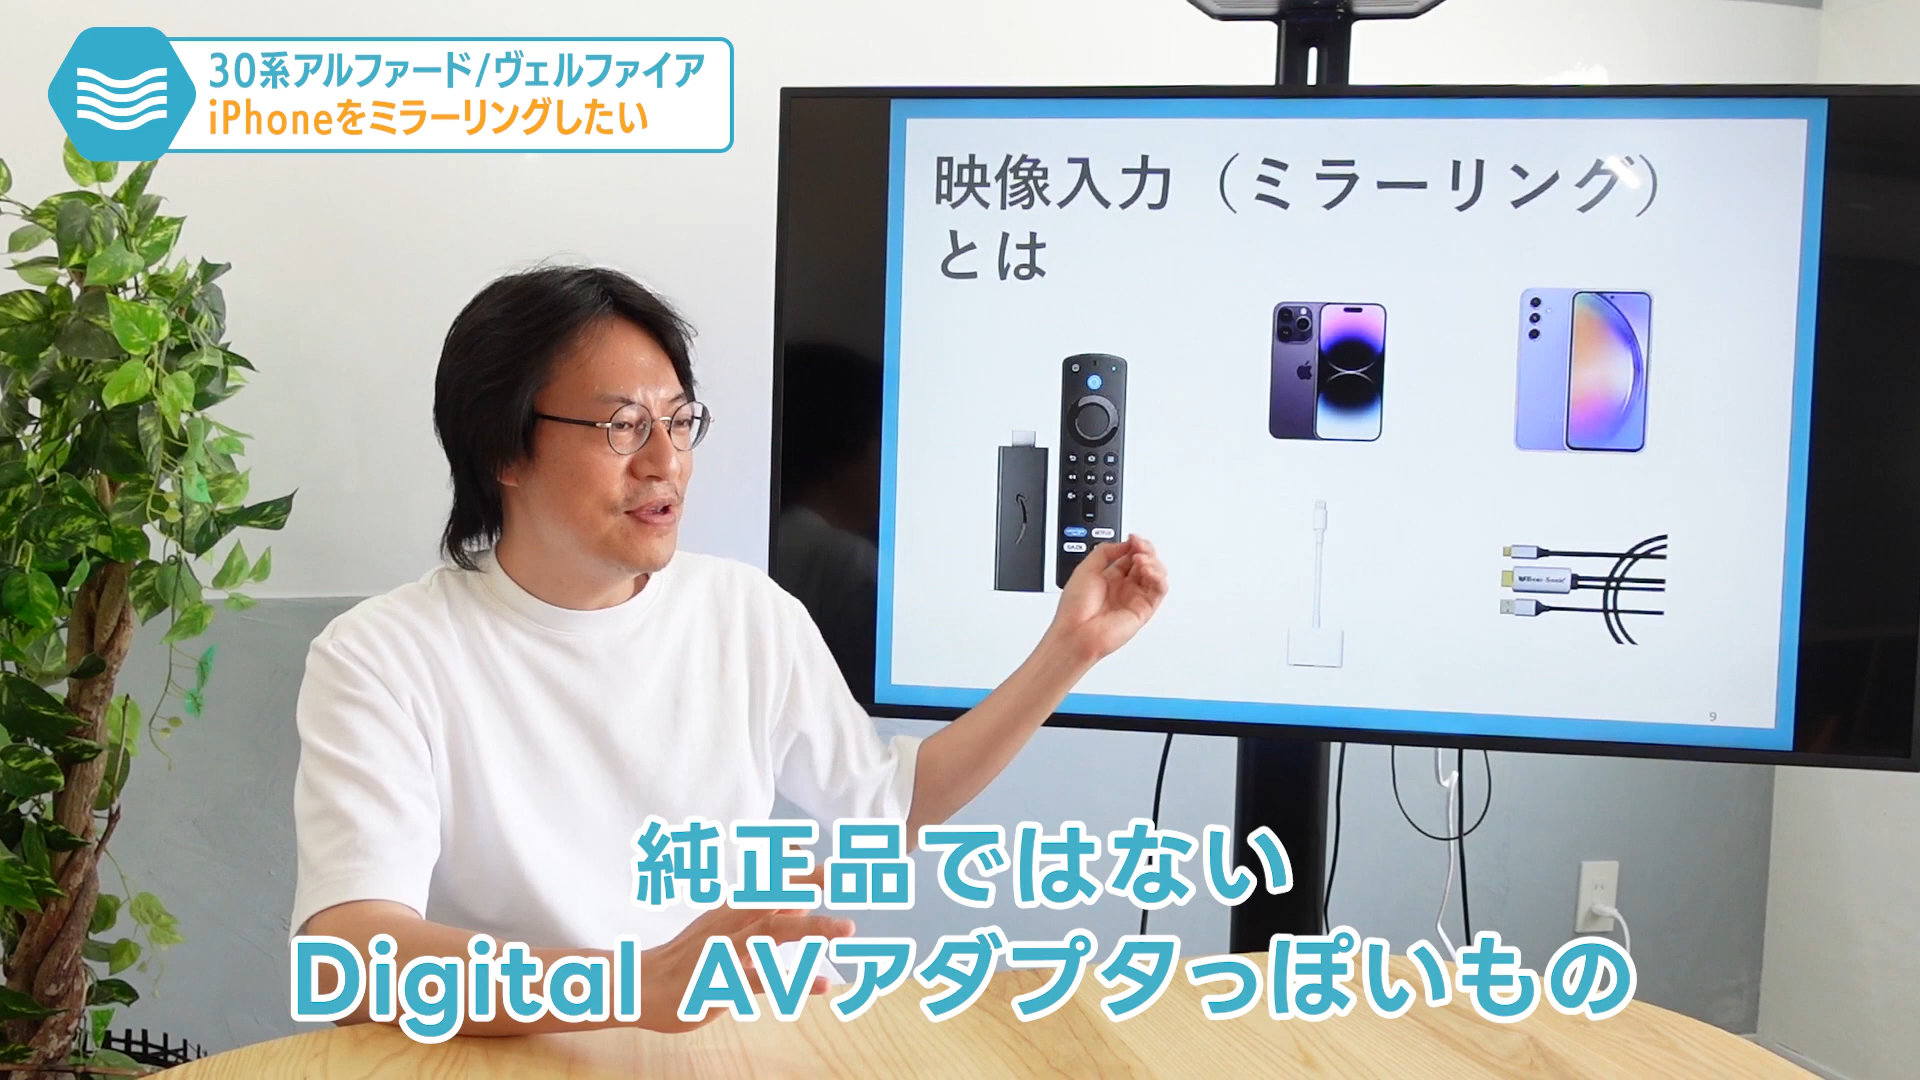 30系アルファード/ヴェルファイア
iPhoneをミラーリングしたい
映像入力（ミラーリング）
とは
Beat-Sonic
9
純正品ではない
Digital AVアダプタっぽいもの